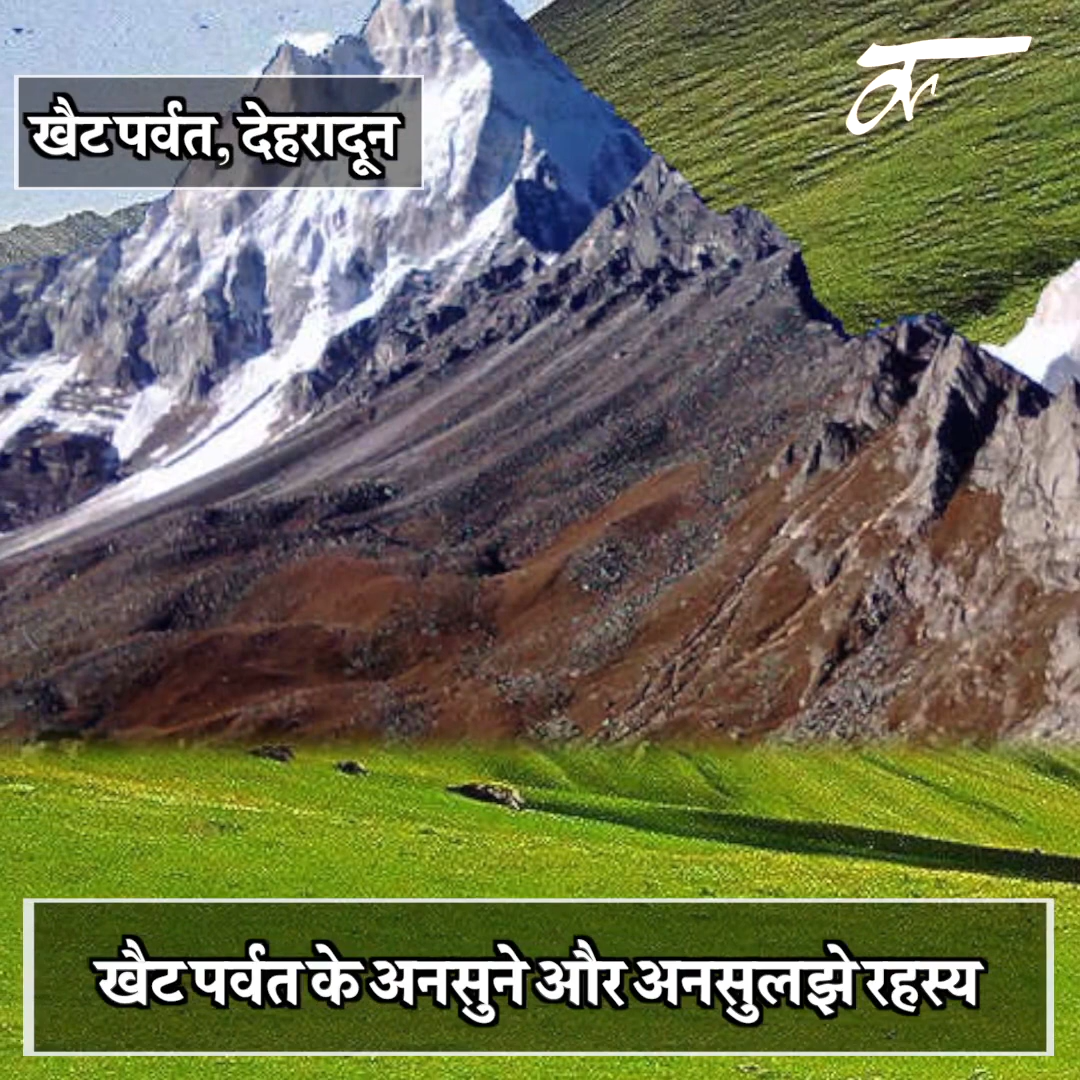 क
खैट पर्वत, देहरादून
खैट पर्वत के अनसुने और अनसुलझे रहस्य